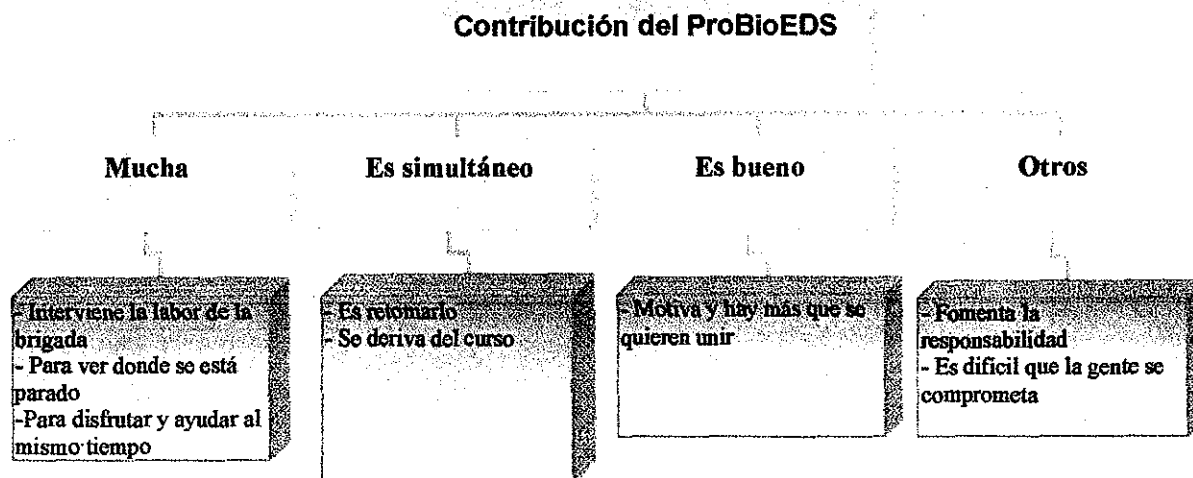 Contribución del ProBioEDS
Mucha
Es simultáneo
Es bueno
Otros
- Interviene la labor de la
brigada
- Para ver donde se está
parado
-Para disfrutar y ayudar al
mismo tiempo
- Es retomarlo
- Se deriva del curso
- Motiva y hay más que se
quieren unir
- Fomenta la
responsabilidad
- Es dificil que la gente se
comprometa